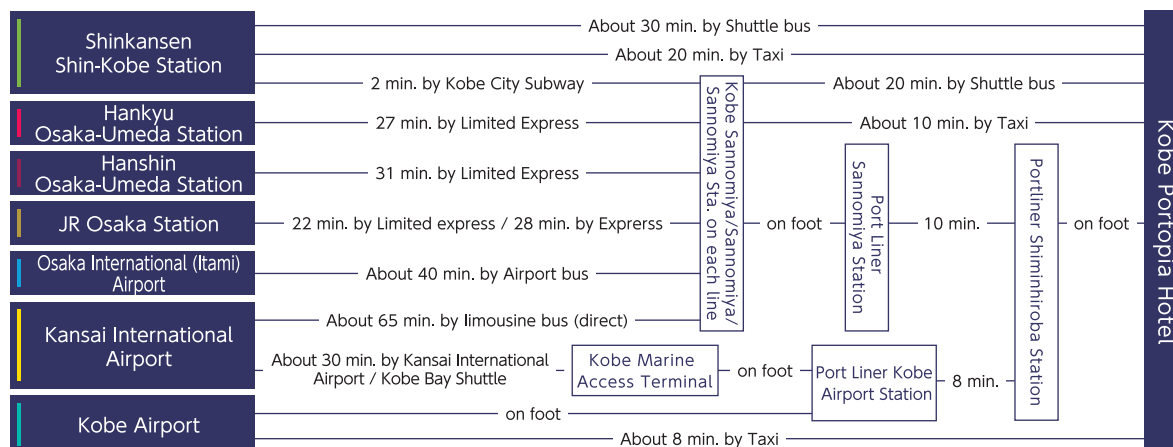 Shinkansen
Shin-Kobe Station
About 30 min. by Shuttle bus
About 20 min. by Taxi
2 min. by Kobe City Subway
About 20 min. by Shuttle bus
Hankyu
Osaka-Umeda Station
27 min. by Limited Express
About 10 min. by Taxi
Hanshin
Osaka-Umeda Station
31 min. by Limited Express
JR Osaka Station
22 min. by Limited express / 28 min. by Exprerss
Kobe Sannomiya/Sannomiya/
Sannomiya Sta. on each line
on foot
Port Liner
Sannomiya Station
10 min.
Portliner Shiminhiroba Station
on foot
Kobe Portopia Hotel
Osaka International (Itami)
Airport
About 40 min. by Airport bus
Kansai International
Airport
About 65 min. by limousine bus (direct)
About 30 min. by Kansai International
Airport / Kobe Bay Shuttle
Kobe Marine
Access Terminal
on foot
Port Liner Kobe
Airport Station
8 min.
Kobe Airport
on foot
About 8 min. by Taxi